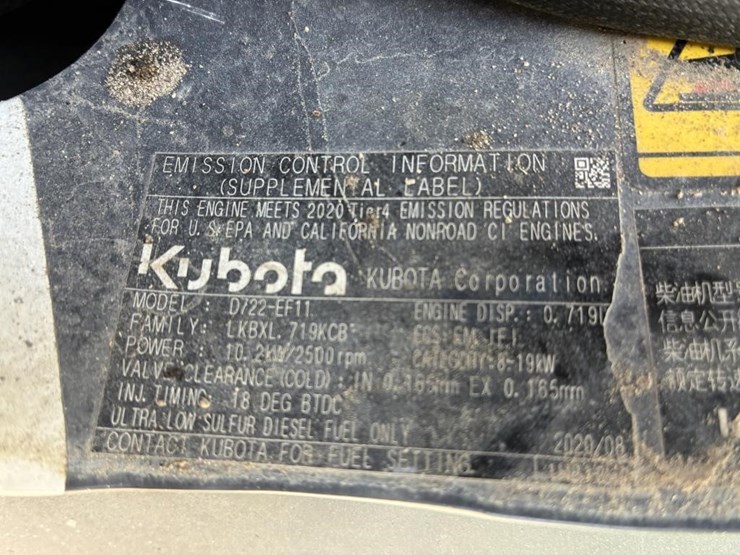 EMISSION CONTROL INFORMATION
(SUPPLEMENTAL LABEL)
THIS ENGINE MEETS 2020 Tier4 EMISSION REGULATIONS
FOR U.S. EPA AND CALIFORNIA NONROAD CI ENGINES.
Kubota KUBOTA Corporation
MODEL : D722-EF11 ENGINE DISP.: 0.719L
FAMILY: LKBXL.719KCB ECS:EM IFI
POWER : 10.2kW/2500rpm CATEGORY:8-19kW
VALVE CLEARANCE(COLD): IN 0.165mm EX 0.165mm
INJ.TIMING: 18 DEG BTDC
ULTRA LOW SULFUR DIESEL FUEL ONLY 2020/08
CONTACT KUBOTA FOR FUEL SETTING
柴油机型号
信息公开
柴油机系
额定转速